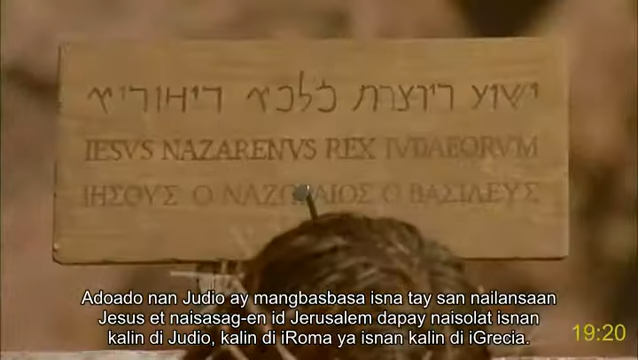 ישוע מלכא דיהודיא
IESVS NAZARENVS REX IVDAEORVM
ΙΗΣΟΥΣ Ο ΝΑΖΩΡΑΙΟΣ Ο ΒΑΣΙΛΕΥΣ
Adoado nan Judio ay mangbasbasa isna tay san nailansaan
Jesus et naisasag-en id Jerusalem dapay naisolat isnan
kalin di Judio, kalin di iRoma ya isnan kalin di iGrecia.
19:20